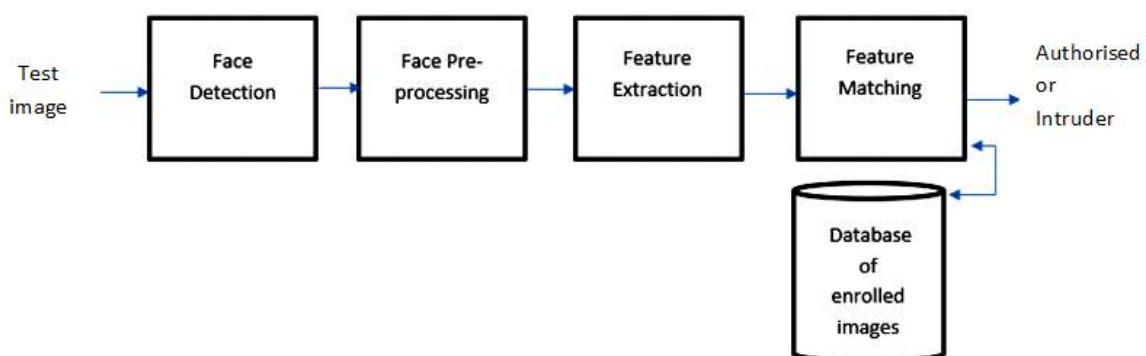 Test
image
Face
Detection
Face Pre-
processing
Feature
Extraction
Feature
Matching
Authorised
or
Intruder
Database
of
enrolled
images